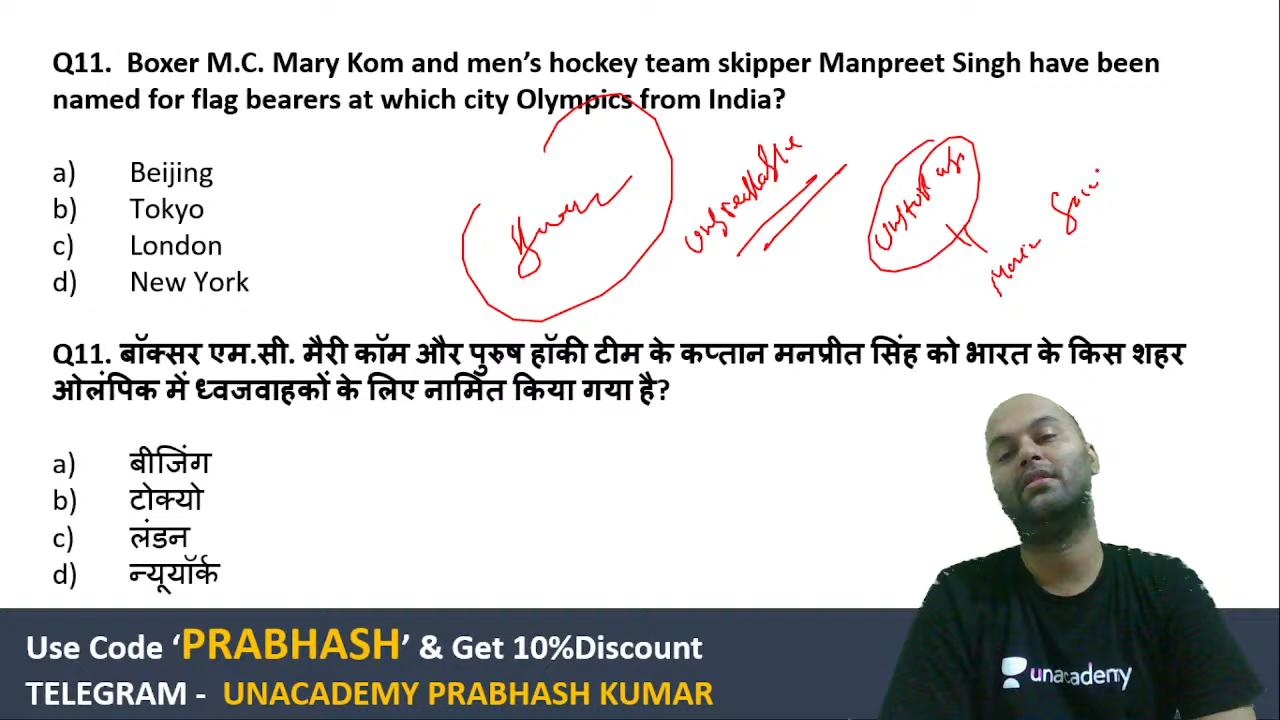 Q11. Boxer M.C. Mary Kom and men's hockey team skipper Manpreet Singh have been
named for flag bearers at which city Olympics from India?
a) Beijing
b) Tokyo
c) London
d) New York
Q11. बॉक्सर एम.सी. मैरी कॉम और पुरुष हॉकी टीम के कप्तान मनप्रीत सिंह को भारत के किस शहर
ओलंपिक में ध्वजवाहकों के लिए नामित किया गया है?
a) बीजिंग
b) टोक्यो
c) लंडन
d) न्यूयॉर्क
Use Code ‘PRABHASH’ & Get 10%Discount
TELEGRAM - UNACADEMY PRABHASH KUMAR
unacademy